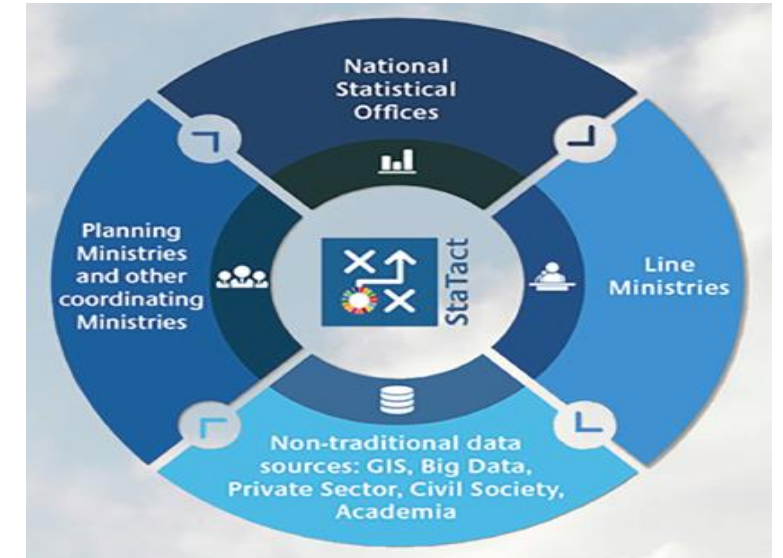 National
Statistical
Offices
Planning
Ministries
and other
coordinating
Ministries
StaTact
Line
Ministries
Non-traditional data
sources: GIS, Big Data,
Private Sector, Civil Society,
Academia